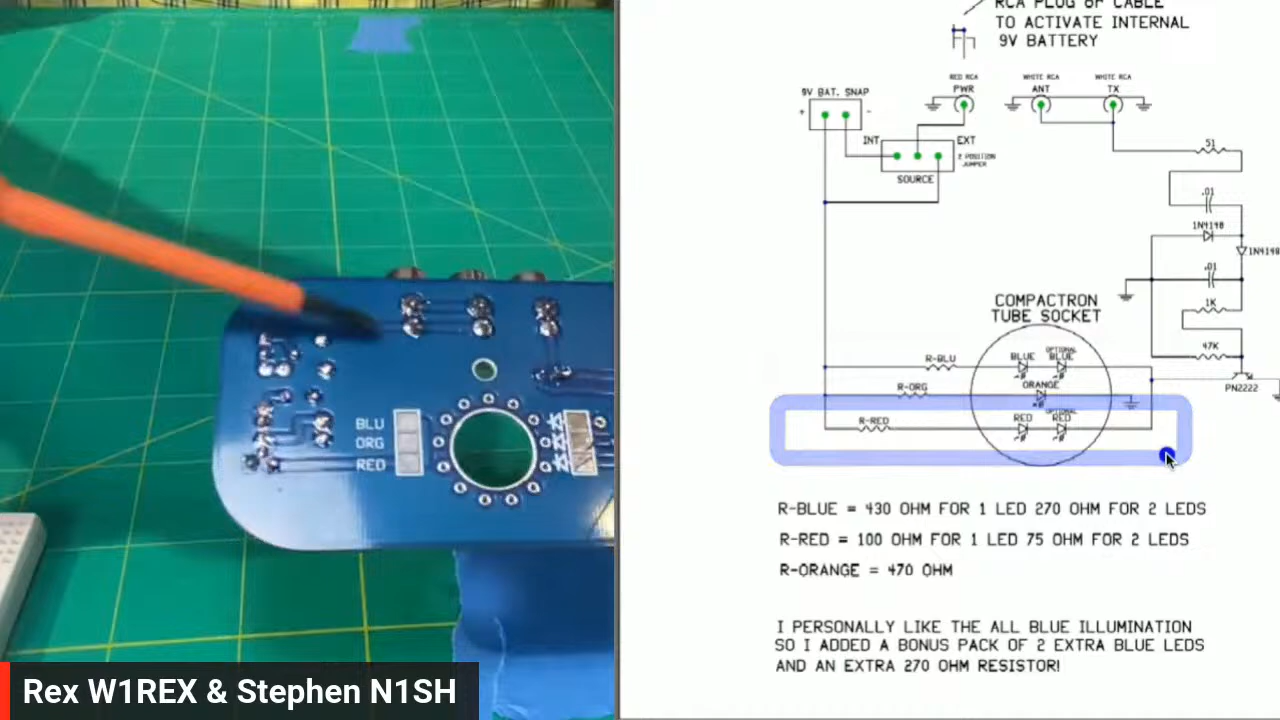 RCA PLUG OF CABLE
TO ACTIVATE INTERNAL
9V BATTERY
RED RCA
PWR
WHITE RCA
ANT
WHITE RCA
TX
9V BAT. SNAP
+ -
INT
EXT
2 POSITION
JUMPER
SOURCE
51
.01
1N4148
1N4148
.01
1K
47K
PN2222
COMPACTRON
TUBE SOCKET
R-BLU
BLUE
OPTIONAL
BLUE
R-ORG
ORANGE
R-RED
RED
OPTIONAL
RED
BLU
ORG
RED
R-BLUE = 430 OHM FOR 1 LED 270 OHM FOR 2 LEDS
R-RED = 100 OHM FOR 1 LED 75 OHM FOR 2 LEDS
R-ORANGE = 470 OHM
I PERSONALLY LIKE THE ALL BLUE ILLUMINATION
SO I ADDED A BONUS PACK OF 2 EXTRA BLUE LEDS
AND AN EXTRA 270 OHM RESISTOR!
Rex W1REX & Stephen N1SH